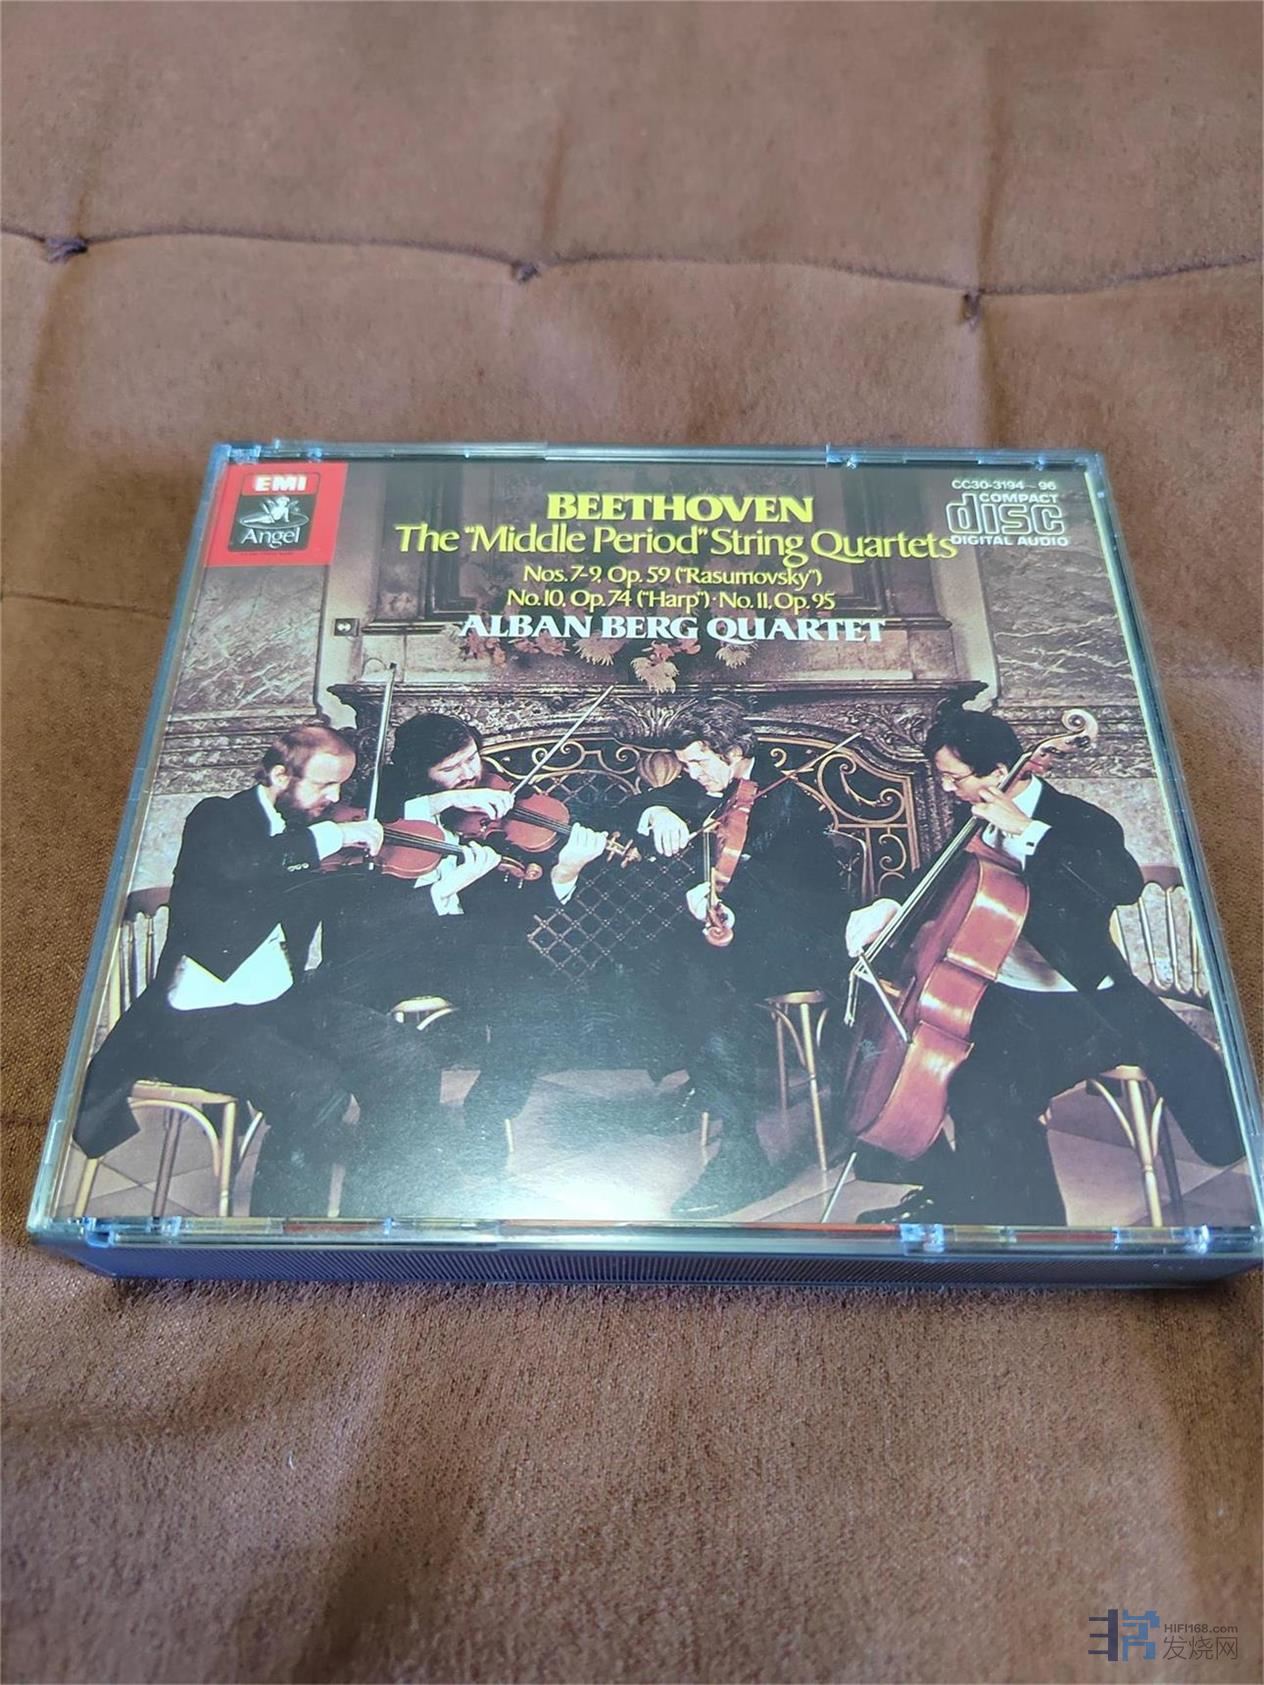 EMI
Angel
CC30-3194~96
COMPACT
disc
DIGITAL AUDIO
BEETHOVEN
The "Middle Period" String Quartets
Nos. 7-9, Op. 59 ("Rasumovsky")
No. 10, Op. 74 ("Harp") · No. 11, Op. 95
ALBAN BERG QUARTET
HIFI168.com
发烧网